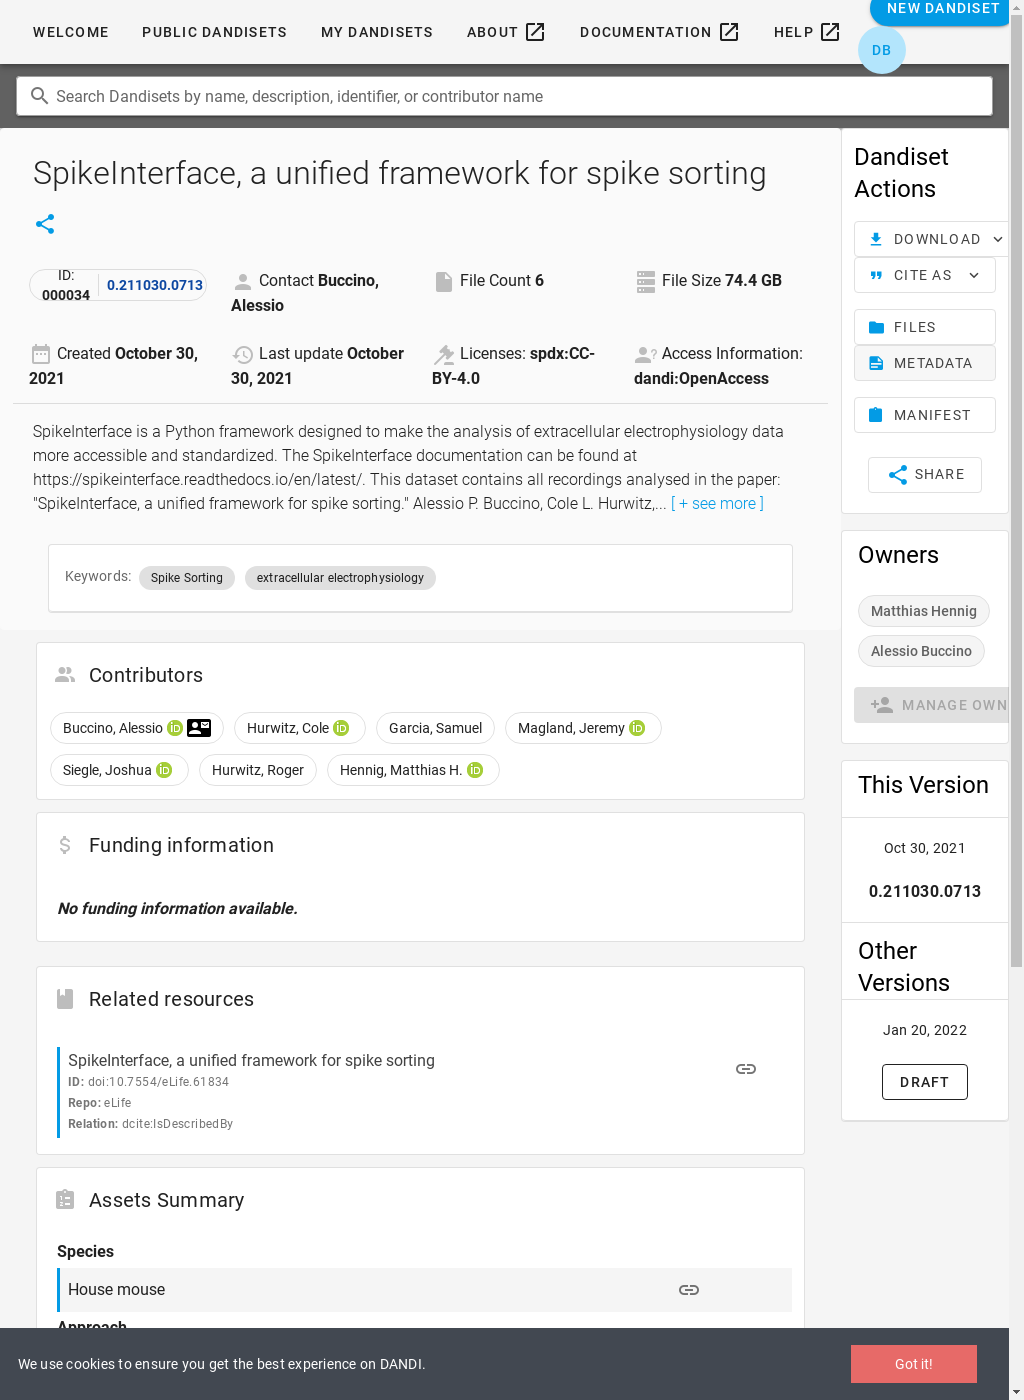 WELCOME PUBLIC DANDISETS MY DANDISETS ABOUT DOCUMENTATION HELP NEW DANDISET
DB
Search Dandisets by name, description, identifier, or contributor name
SpikeInterface, a unified framework for spike sorting
ID: 000034 0.211030.0713
Contact Buccino, Alessio
File Count 6
File Size 74.4 GB
Created October 30, 2021
Last update October 30, 2021
Licenses: spdx:CC-BY-4.0
Access Information: dandi:OpenAccess
SpikeInterface is a Python framework designed to make the analysis of extracellular electrophysiology data
more accessible and standardized. The SpikeInterface documentation can be found at
https://spikeinterface.readthedocs.io/en/latest/. This dataset contains all recordings analysed in the paper:
"SpikeInterface, a unified framework for spike sorting." Alessio P. Buccino, Cole L. Hurwitz,... [ + see more ]
Keywords: Spike Sorting extracellular electrophysiology
Contributors
Buccino, Alessio iD Hurwitz, Cole iD Garcia, Samuel Magland, Jeremy iD
Siegle, Joshua iD Hurwitz, Roger Hennig, Matthias H. iD
Funding information
No funding information available.
Related resources
SpikeInterface, a unified framework for spike sorting
ID: doi:10.7554/eLife.61834
Repo: eLife
Relation: dcite:IsDescribedBy
Assets Summary
Species
House mouse
Approach
Dandiset
Actions
DOWNLOAD
CITE AS
FILES
METADATA
MANIFEST
SHARE
Owners
Matthias Hennig
Alessio Buccino
MANAGE OWN
This Version
Oct 30, 2021
0.211030.0713
Other
Versions
Jan 20, 2022
DRAFT
We use cookies to ensure you get the best experience on DANDI.
Got it!